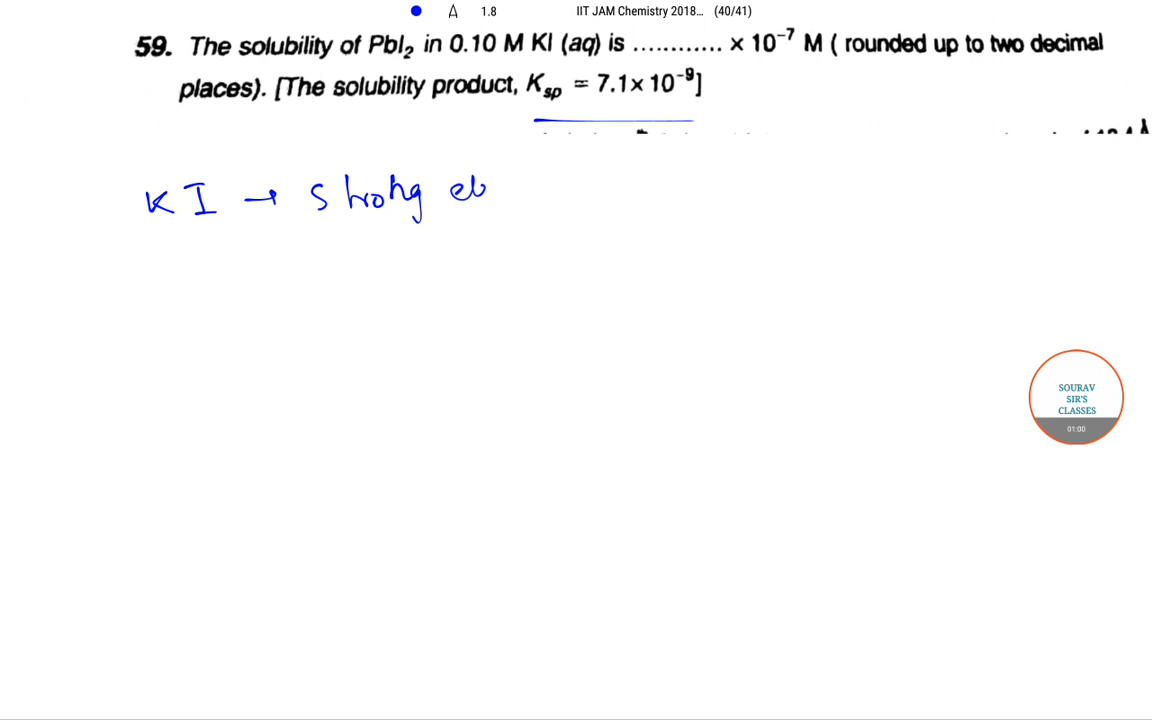 1.8 IIT JAM Chemistry 2018... (40/41)
59. The solubility of PbI₂ in 0.10 M KI (aq) is ............ × 10⁻⁷ M ( rounded up to two decimal
places). [The solubility product, Kₛₚ = 7.1 × 10⁻⁹]
KI → strong el
SOURAV
SIR'S
CLASSES
01:00